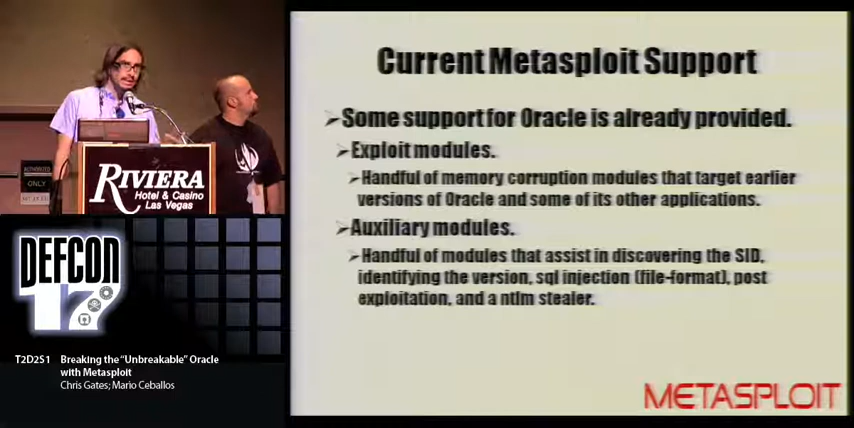 Current Metasploit Support
➢Some support for Oracle is already provided.
➢Exploit modules.
➢Handful of memory corruption modules that target earlier
versions of Oracle and some of its other applications.
➢Auxiliary modules.
➢Handful of modules that assist in discovering the SID,
identifying the version, sql injection (file-format), post
exploitation, and a ntlm stealer.
METASPLOIT
ONLY
RIVIERA
Hotel & Casino
Las Vegas
DEFCON
17
T2D2S1 Breaking the "Unbreakable" Oracle
with Metasploit
Chris Gates; Mario Ceballos